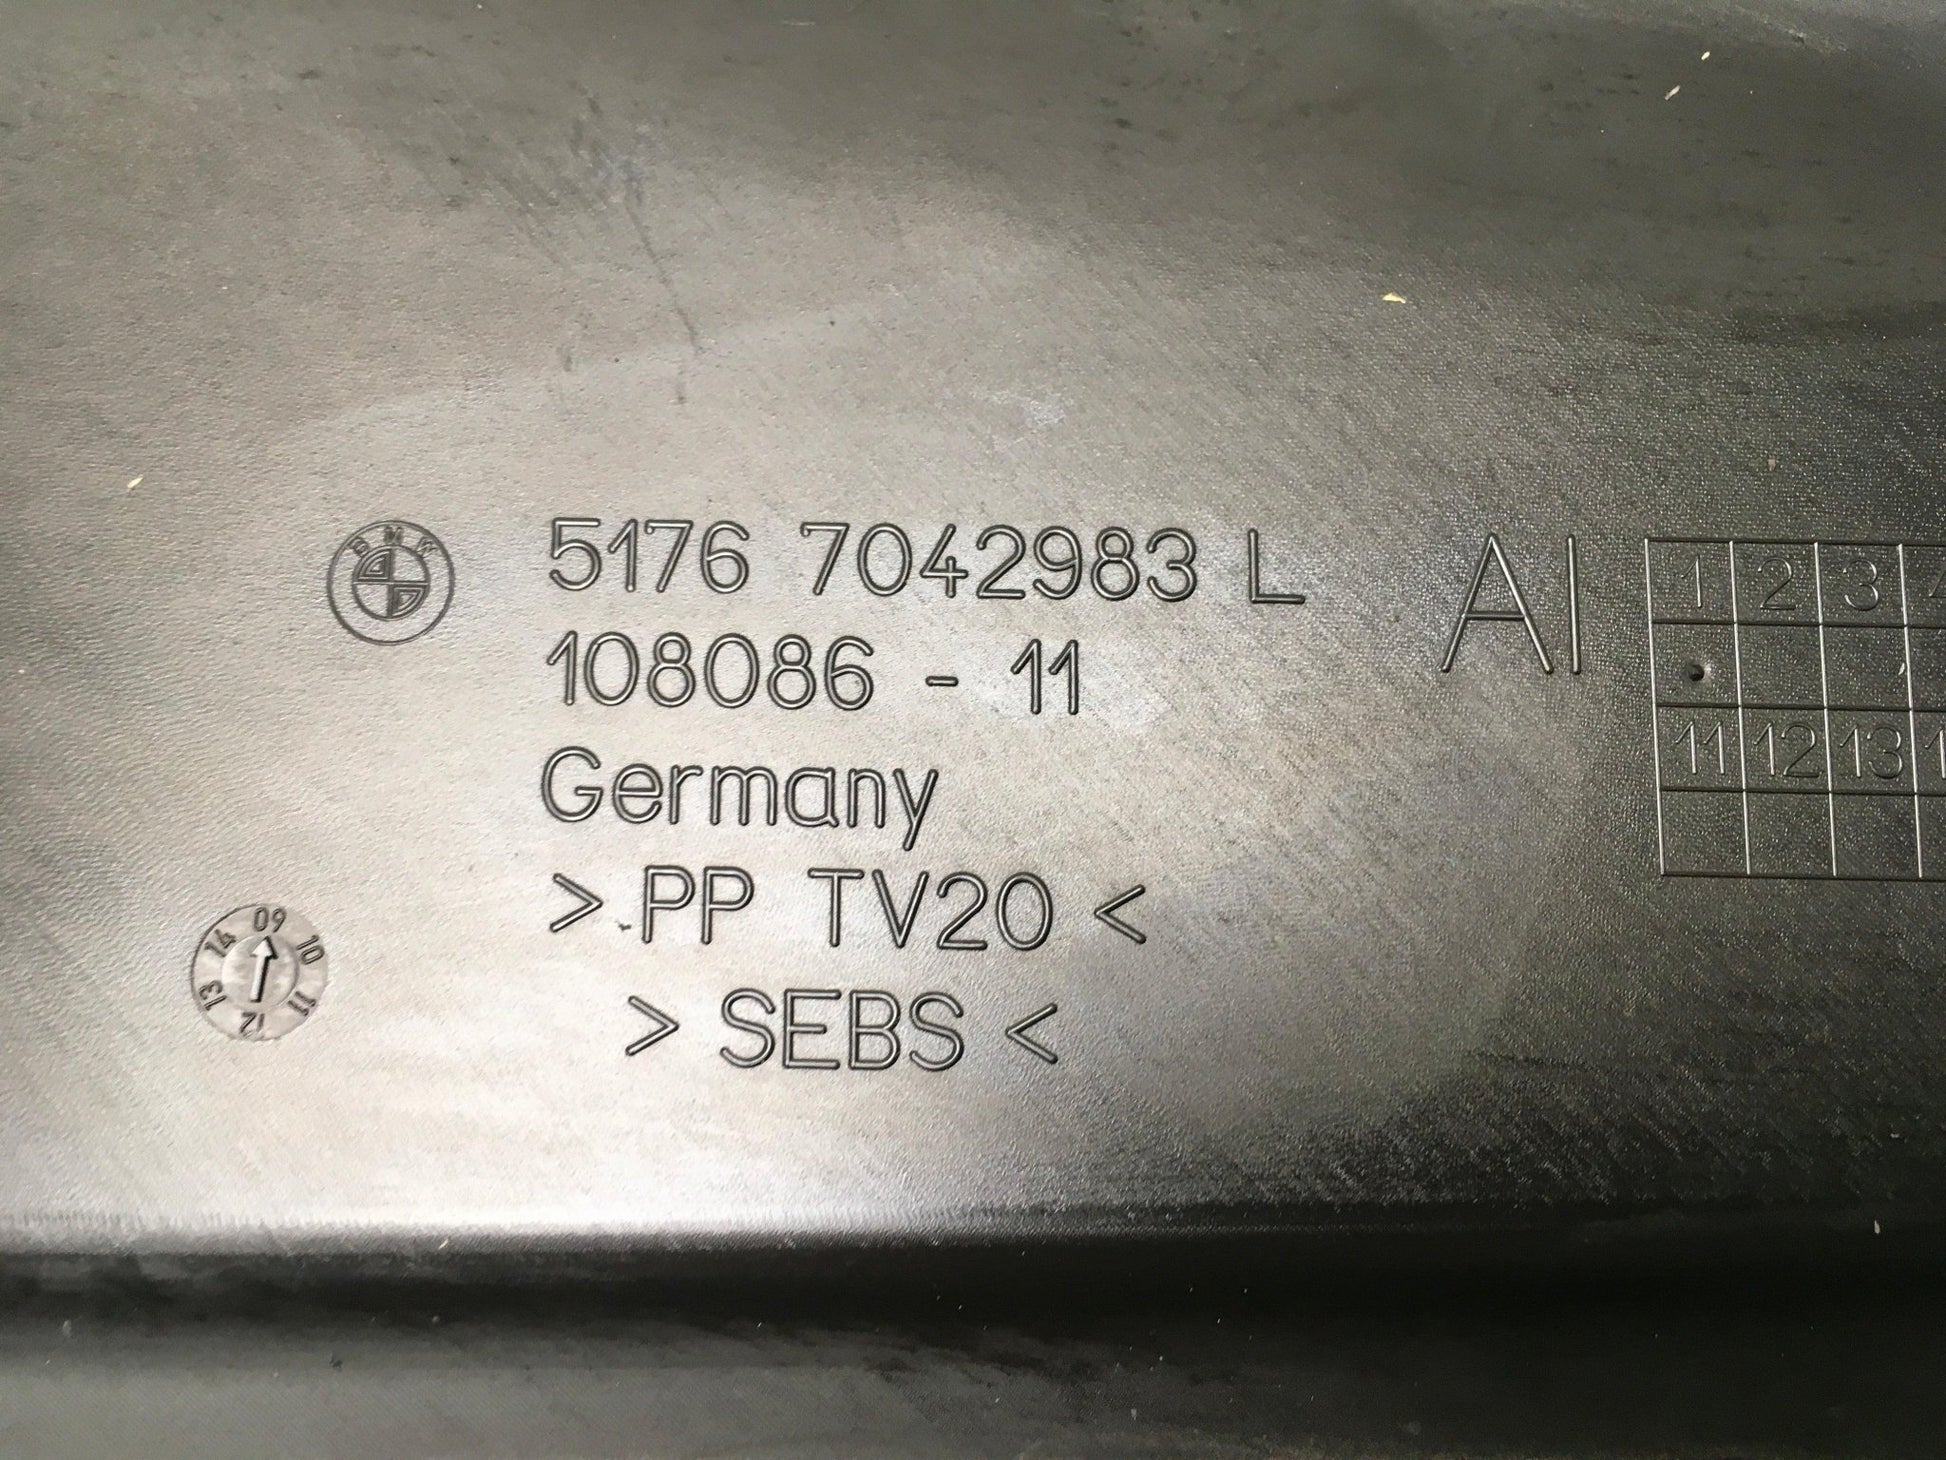 BMW
5176 7042983 L
108086 - 11
Germany
> PP TV20 <
> SEBS <
AI
1 2 3
11 12 13
09 10 11 12 13 14